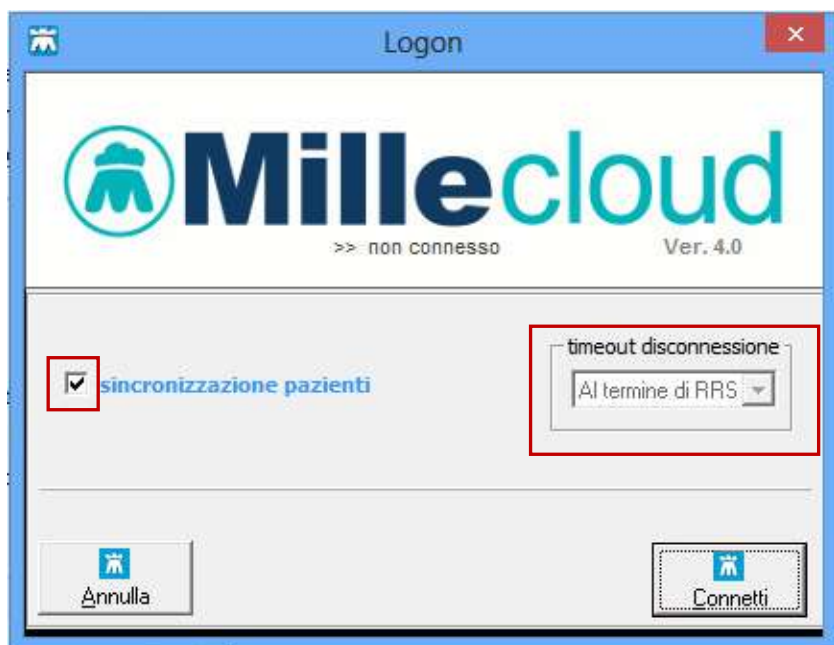 Logon
Millecloud
>> non connesso
Ver. 4.0
timeout disconnessione
sincronizzazione pazienti
Al termine di RRS
Annulla
Connetti